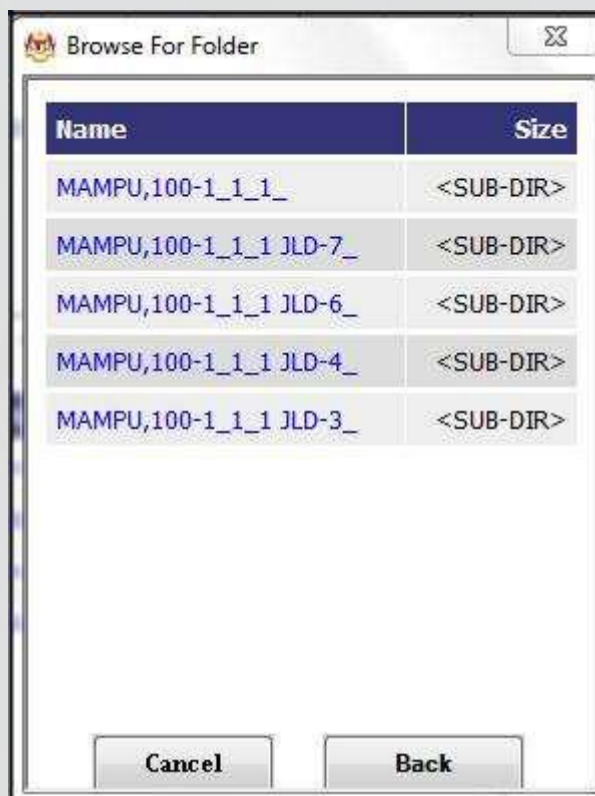 Browse For Folder
Name Size
MAMPU,100-1_1_1_ <SUB-DIR>
MAMPU,100-1_1_1 JLD-7_ <SUB-DIR>
MAMPU,100-1_1_1 JLD-6_ <SUB-DIR>
MAMPU,100-1_1_1 JLD-4_ <SUB-DIR>
MAMPU,100-1_1_1 JLD-3_ <SUB-DIR>
Cancel Back